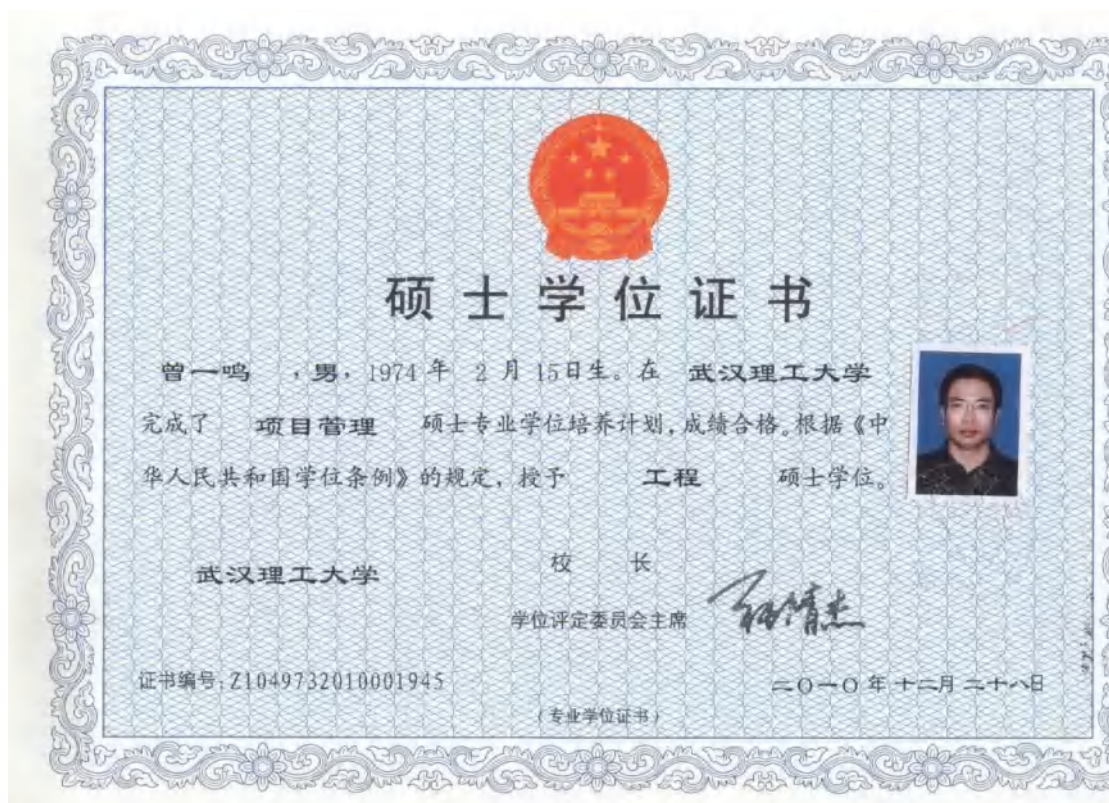 硕士学位证书
曾一鸣 ，男，1974 年 2 月 15日生。在 武汉理工大学
完成了 项目管理 硕士专业学位培养计划，成绩合格。根据《中
华人民共和国学位条例》的规定，授予 工程 硕士学位。
武汉理工大学
校 长
学位评定委员会主席
证书编号：Z1049732010001945
二〇一〇 年 十二月 二十八日
（专业学位证书）